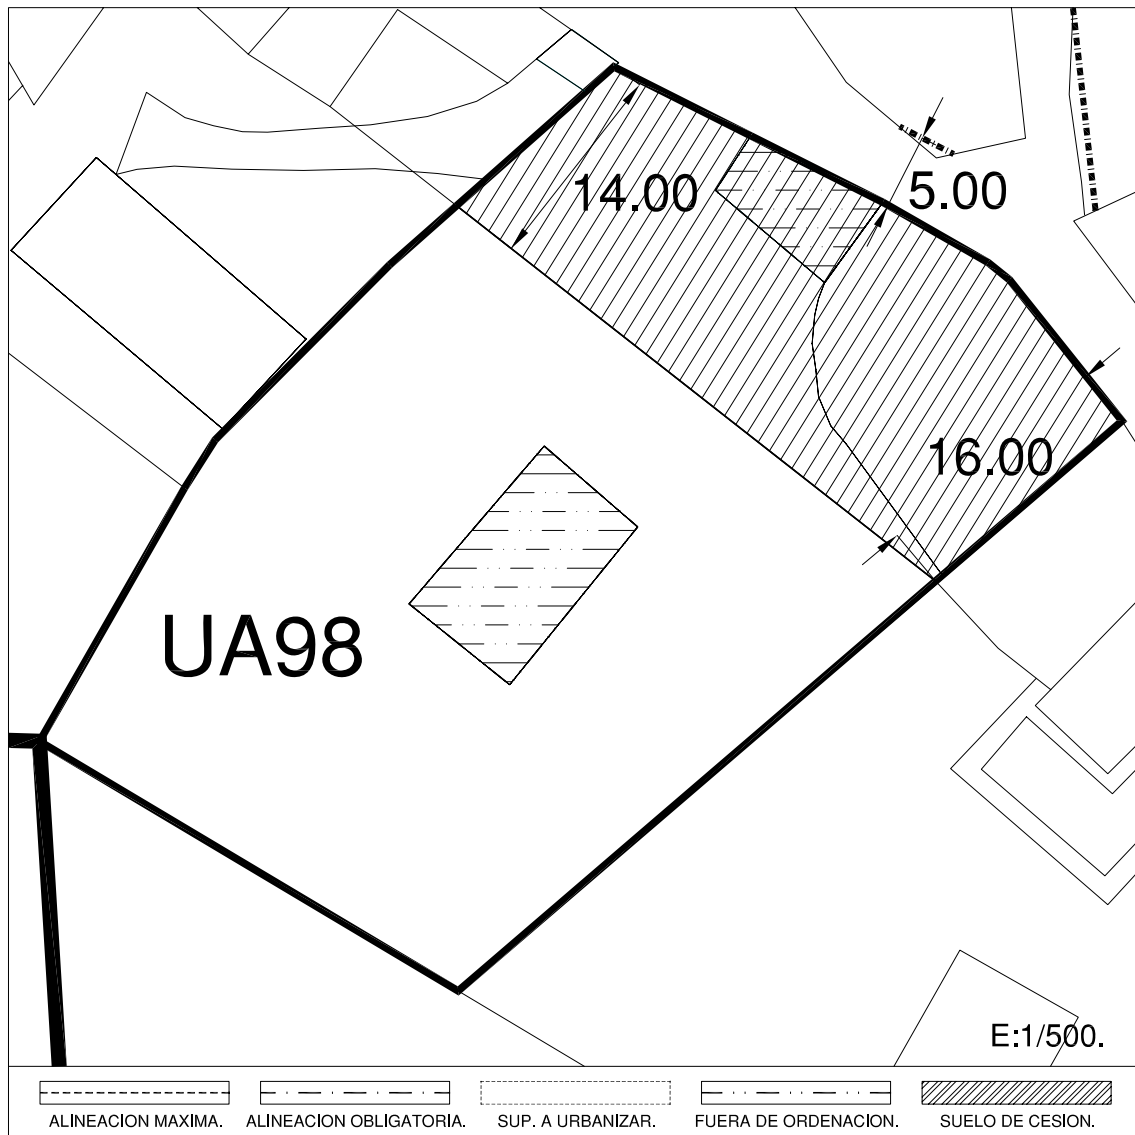 14.00
5.00
16.00
UA98
E:1/500.
ALINEACION MAXIMA.
ALINEACION OBLIGATORIA.
SUP. A URBANIZAR.
FUERA DE ORDENACION.
SUELO DE CESION.